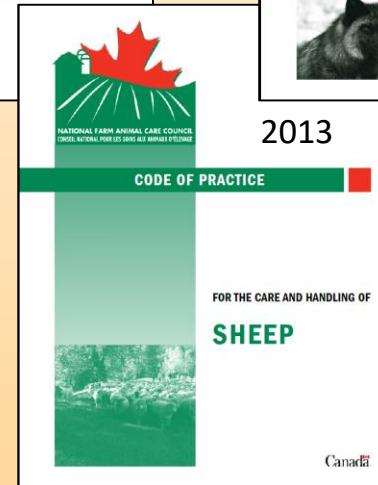 2013
NATIONAL FARM ANIMAL CARE COUNCIL
CONSEIL NATIONAL POUR LES SOINS AUX ANIMAUX D'ÉLEVAGE
CODE OF PRACTICE
FOR THE CARE AND HANDLING OF
SHEEP
Canada